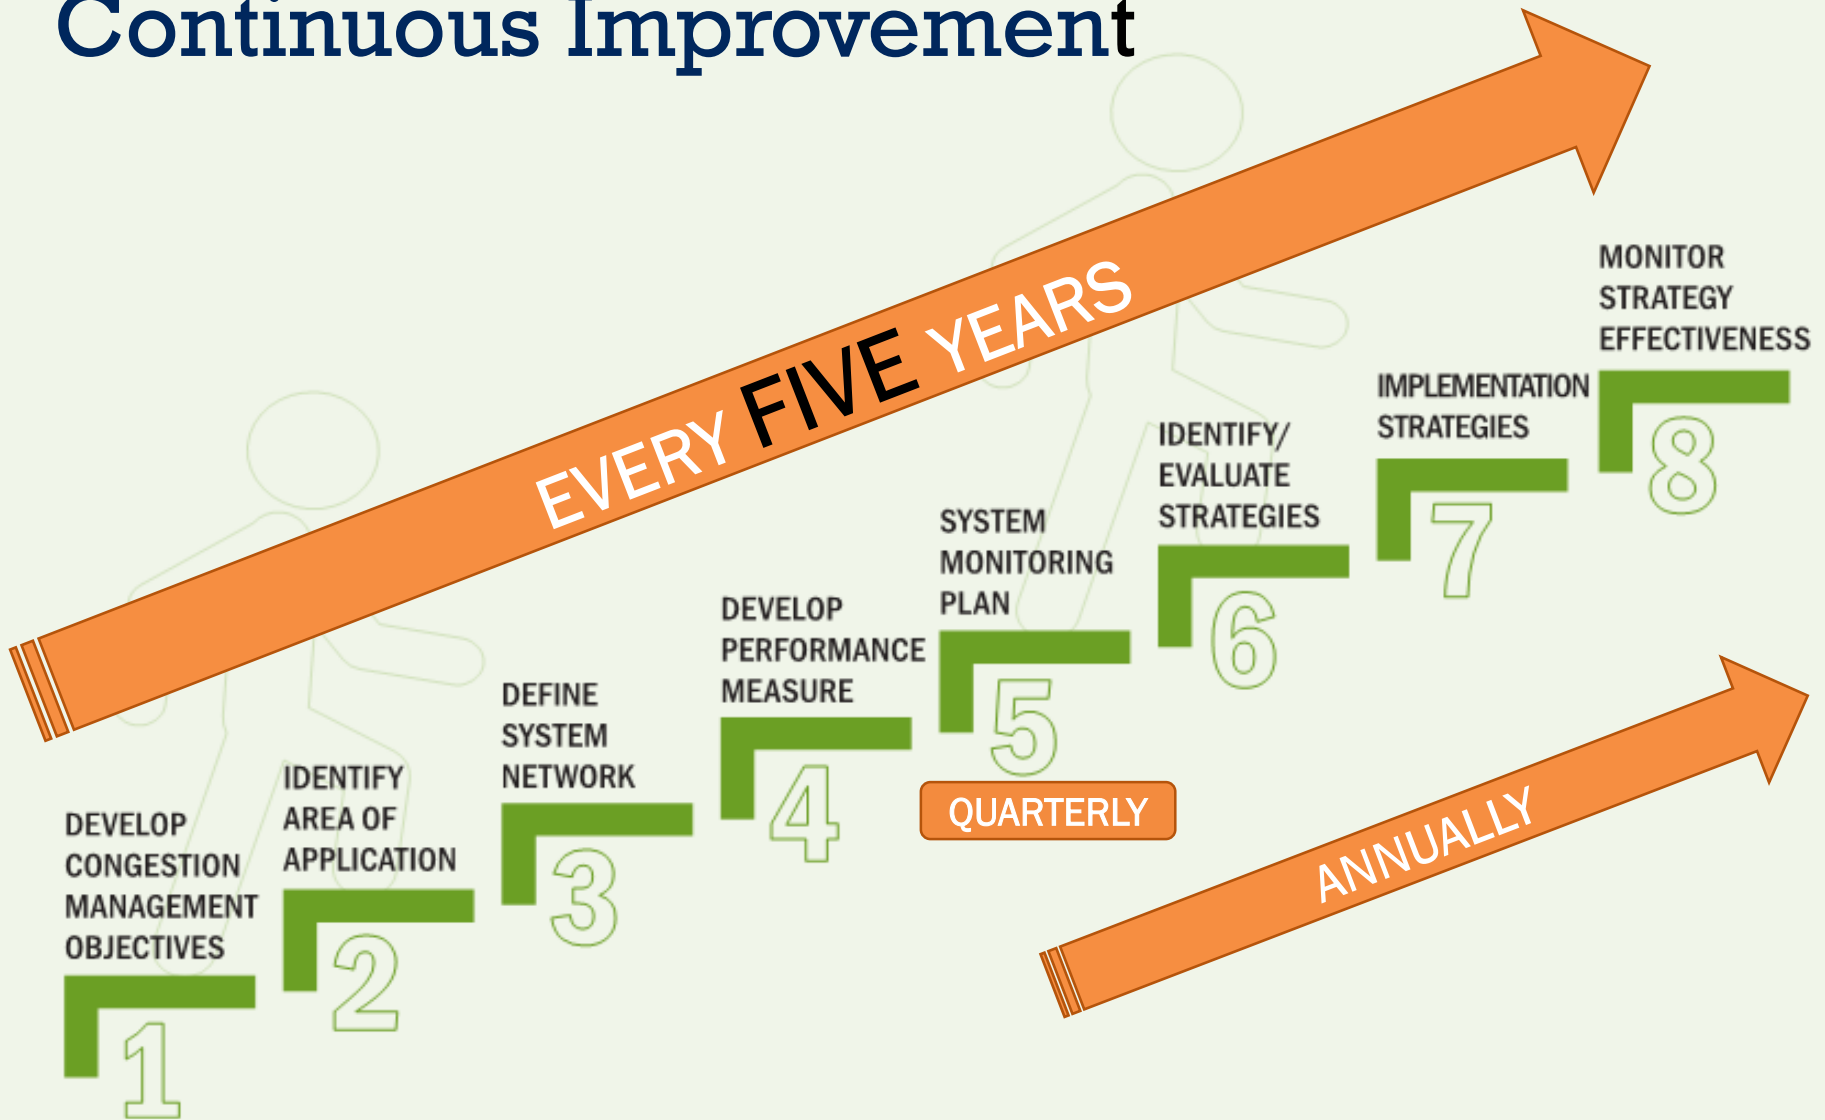 Continuous Improvement
EVERY FIVE YEARS
DEVELOP
CONGESTION
MANAGEMENT
OBJECTIVES
1
IDENTIFY
AREA OF
APPLICATION
2
DEFINE
SYSTEM
NETWORK
3
DEVELOP
PERFORMANCE
MEASURE
4
SYSTEM
MONITORING
PLAN
5
QUARTERLY
IDENTIFY/
EVALUATE
STRATEGIES
6
IMPLEMENTATION
STRATEGIES
7
MONITOR
STRATEGY
EFFECTIVENESS
8
ANNUALLY